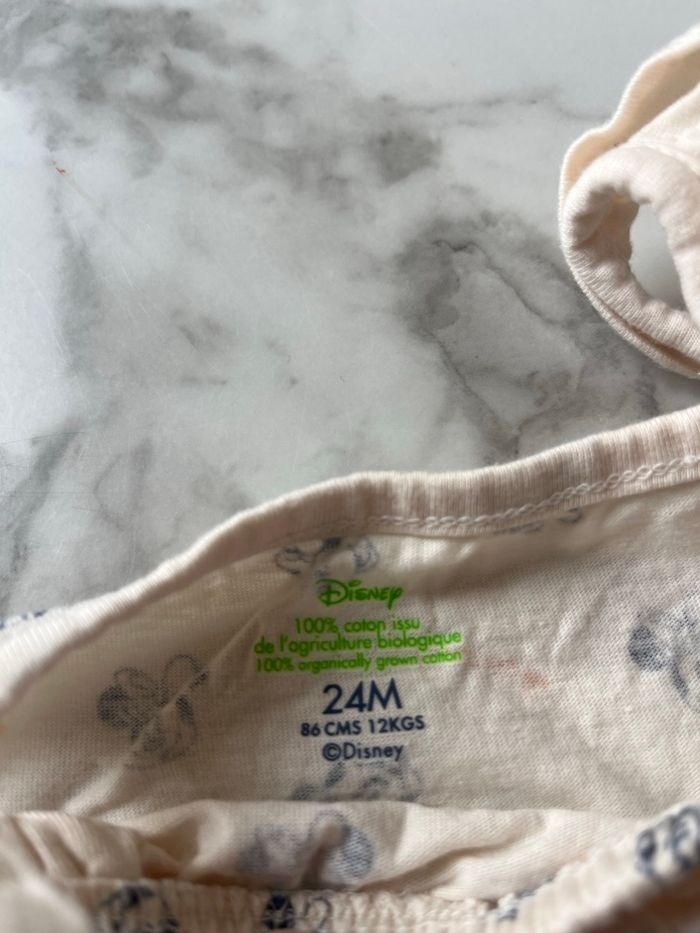 Disney
100% coton issu
de l'agriculture biologique
100% organically grown cotton
24M
86 CMS 12KGS
©Disney